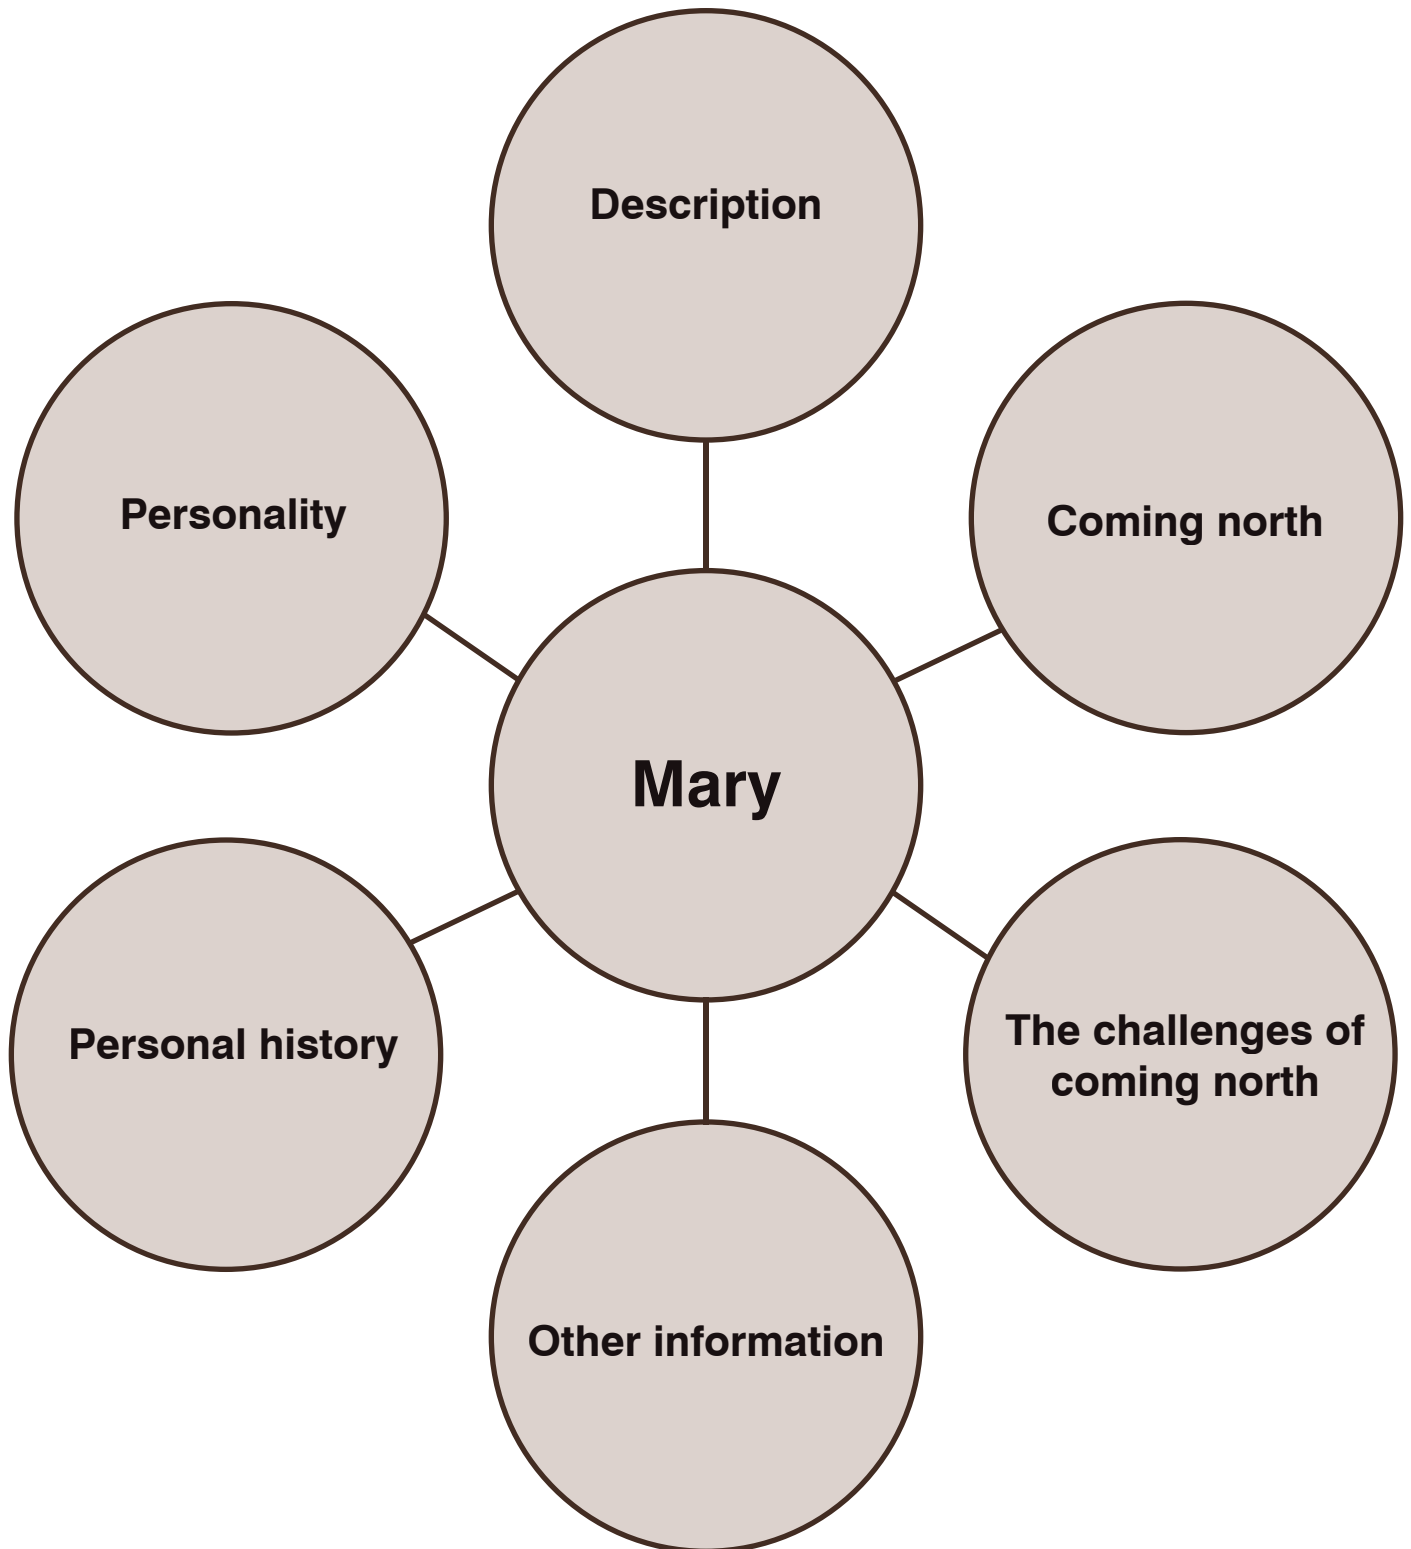 Description
Personality
Coming north
Mary
Personal history
The challenges of
coming north
Other information